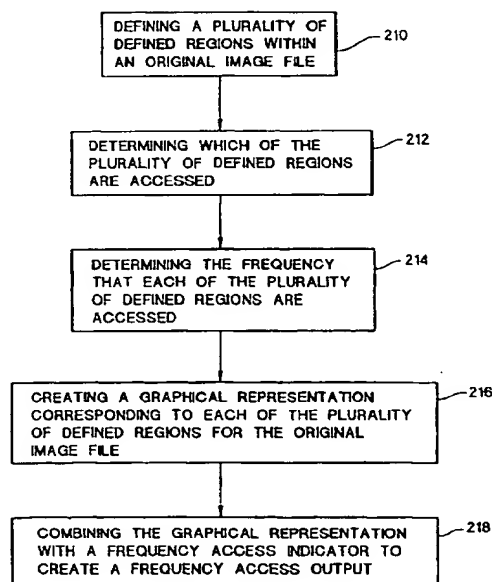 DEFINING A PLURALITY OF
DEFINED REGIONS WITHIN
AN ORIGINAL IMAGE FILE
210
DETERMINING WHICH OF THE
PLURALITY OF DEFINED REGIONS
ARE ACCESSED
212
DETERMINING THE FREQUENCY
THAT EACH OF THE PLURALITY
OF DEFINED REGIONS ARE
ACCESSED
214
CREATING A GRAPHICAL REPRESENTATION
CORRESPONDING TO EACH OF THE PLURALITY
OF DEFINED REGIONS FOR THE ORIGINAL
IMAGE FILE
216
COMBINING THE GRAPHICAL REPRESENTATION
WITH A FREQUENCY ACCESS INDICATOR TO
CREATE A FREQUENCY ACCESS OUTPUT
218